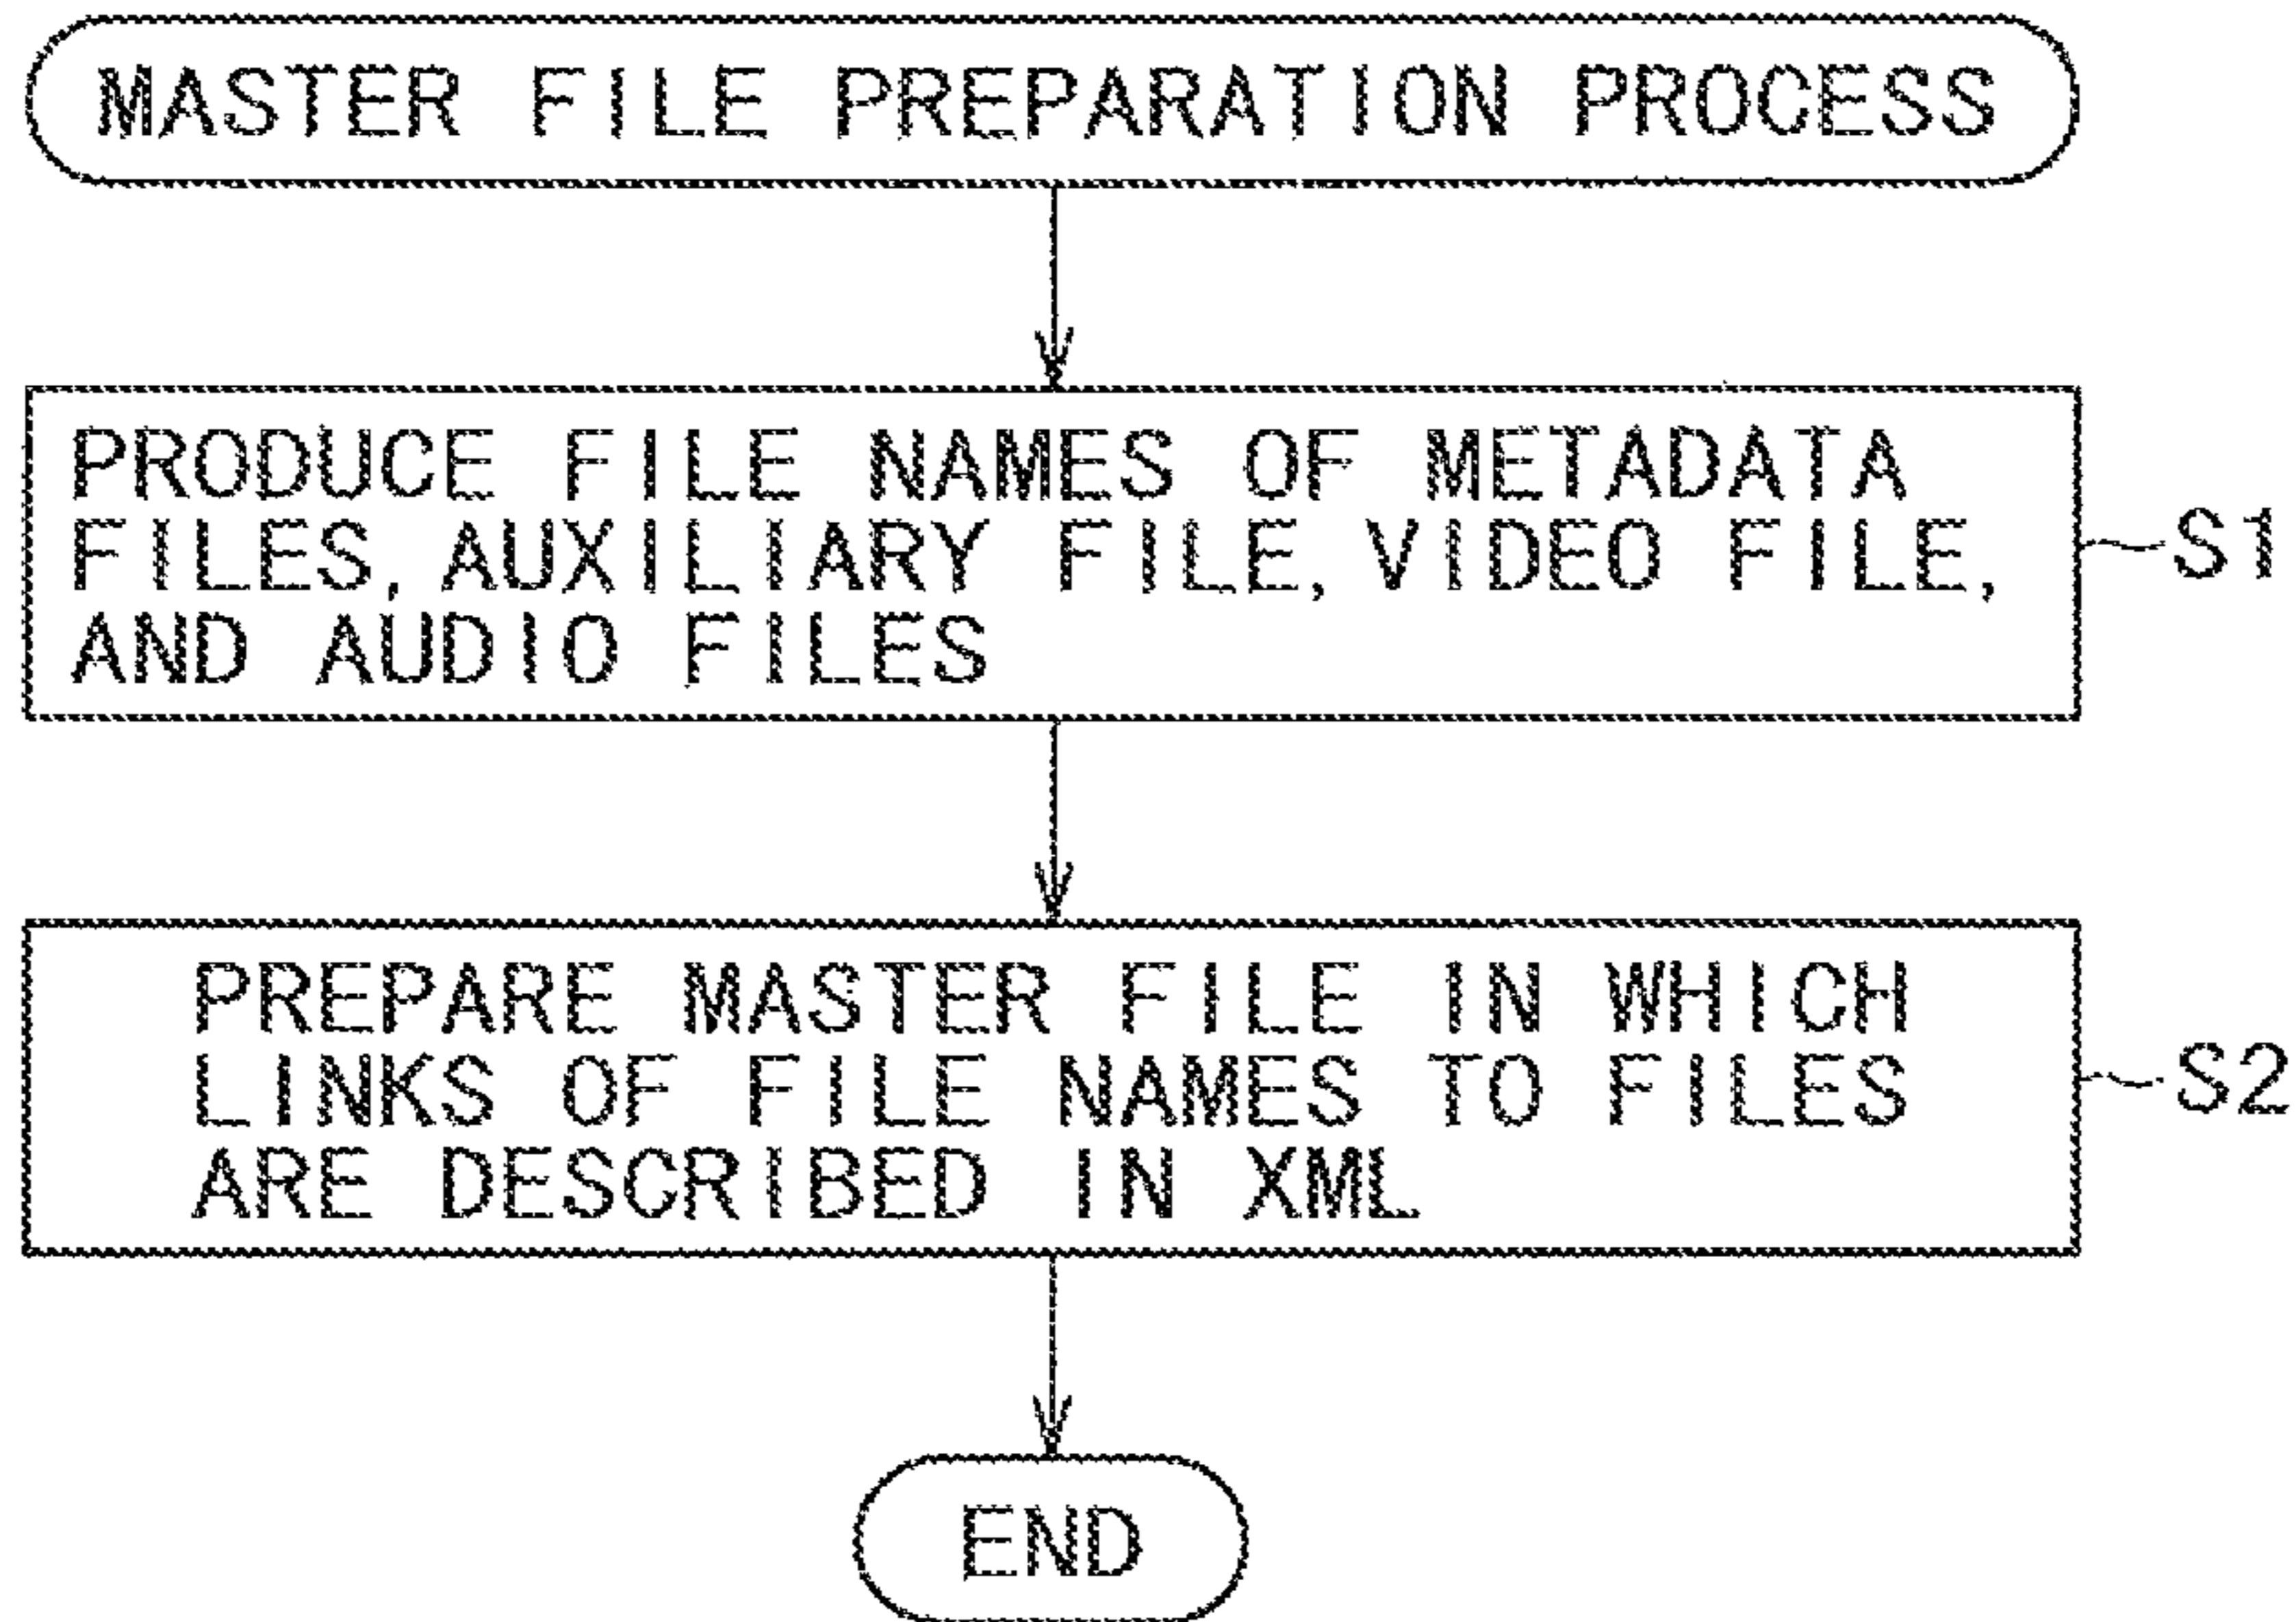 MASTER FILE PREPARATION PROCESS
PRODUCE FILE NAMES OF METADATA
FILES, AUXILIARY FILE, VIDEO FILE,
AND AUDIO FILES
S1
PREPARE MASTER FILE IN WHICH
LINKS OF FILE NAMES TO FILES
ARE DESCRIBED IN XML
S2
END